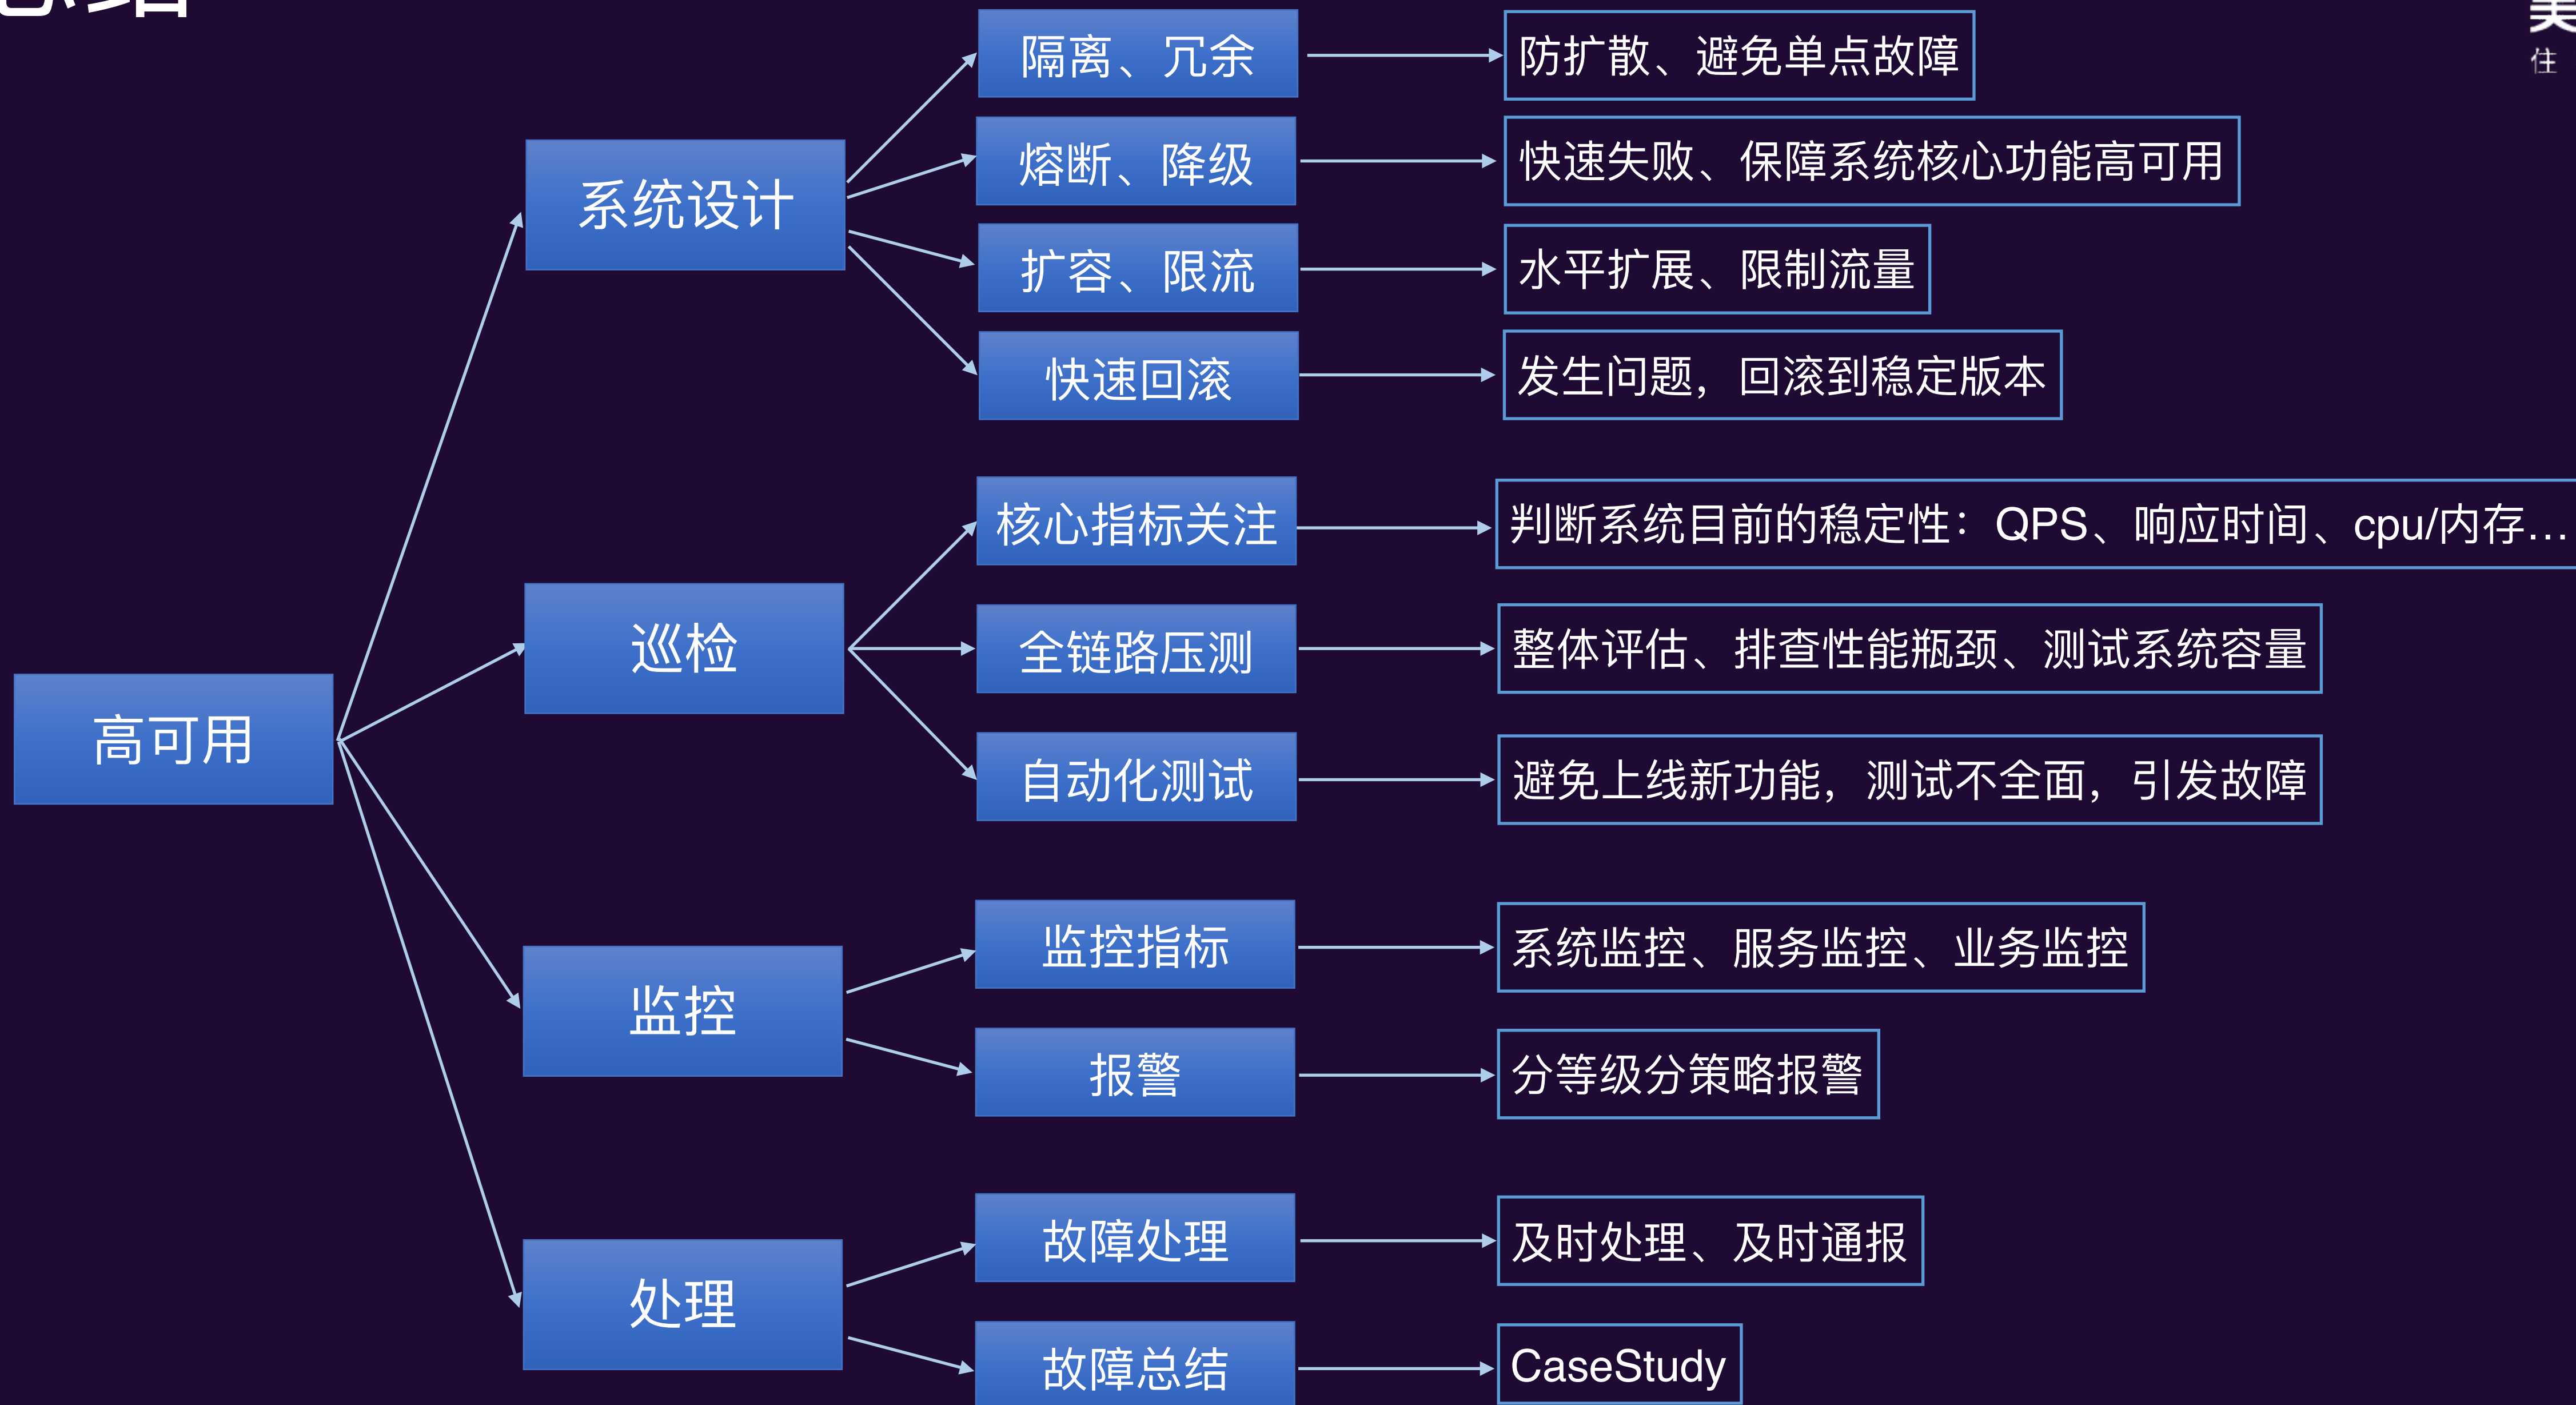 总结
住
隔离、冗余
防扩散、避免单点故障
熔断、降级
快速失败、保障系统核心功能高可用
系统设计
扩容、限流
水平扩展、限制流量
快速回滚
发生问题，回滚到稳定版本
核心指标关注
判断系统目前的稳定性：QPS、响应时间、cpu/内存...
巡检
全链路压测
整体评估、排查性能瓶颈、测试系统容量
高可用
自动化测试
避免上线新功能，测试不全面，引发故障
监控指标
系统监控、服务监控、业务监控
监控
报警
分等级分策略报警
故障处理
及时处理、及时通报
处理
故障总结
CaseStudy